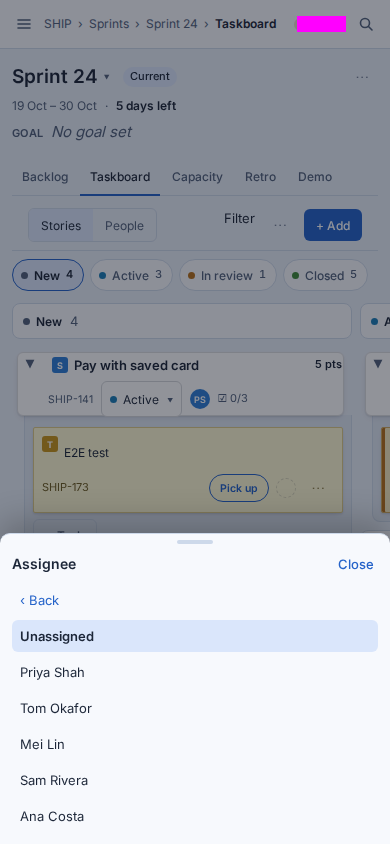 SHIP › Sprints › Sprint 24 › Taskboard
Sprint 24 ▾ Current ···
19 Oct – 30 Oct · 5 days left
GOAL No goal set
Backlog Taskboard Capacity Retro Demo
Stories People Filter ··· + Add
New 4 Active 3 In review 1 Closed 5
New 4 A
S Pay with saved card 5 pts
SHIP-141 Active ▾ PS ☑ 0/3
T E2E test
SHIP-173 Pick up ···
Assignee Close
‹ Back
Unassigned
Priya Shah
Tom Okafor
Mei Lin
Sam Rivera
Ana Costa